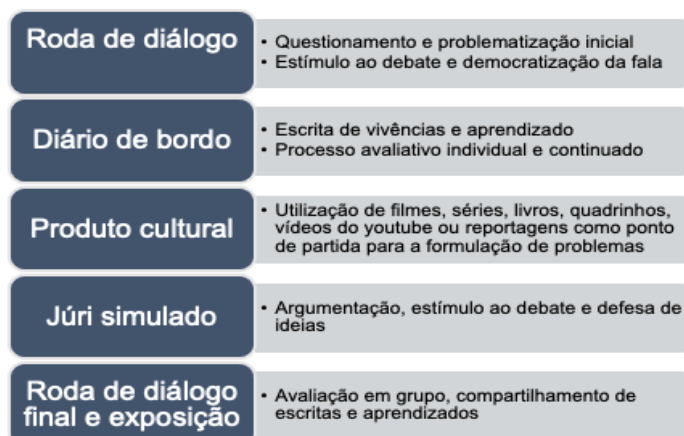 Roda de diálogo
• Questionamento e problematização inicial
• Estímulo ao debate e democratização da fala
Diário de bordo
• Escrita de vivências e aprendizado
• Processo avaliativo individual e continuado
Produto cultural
• Utilização de filmes, séries, livros, quadrinhos,
vídeos do youtube ou reportagens como ponto
de partida para a formulação de problemas
Júri simulado
• Argumentação, estímulo ao debate e defesa de
ideias
Roda de diálogo
final e exposição
• Avaliação em grupo, compartilhamento de
escritas e aprendizados